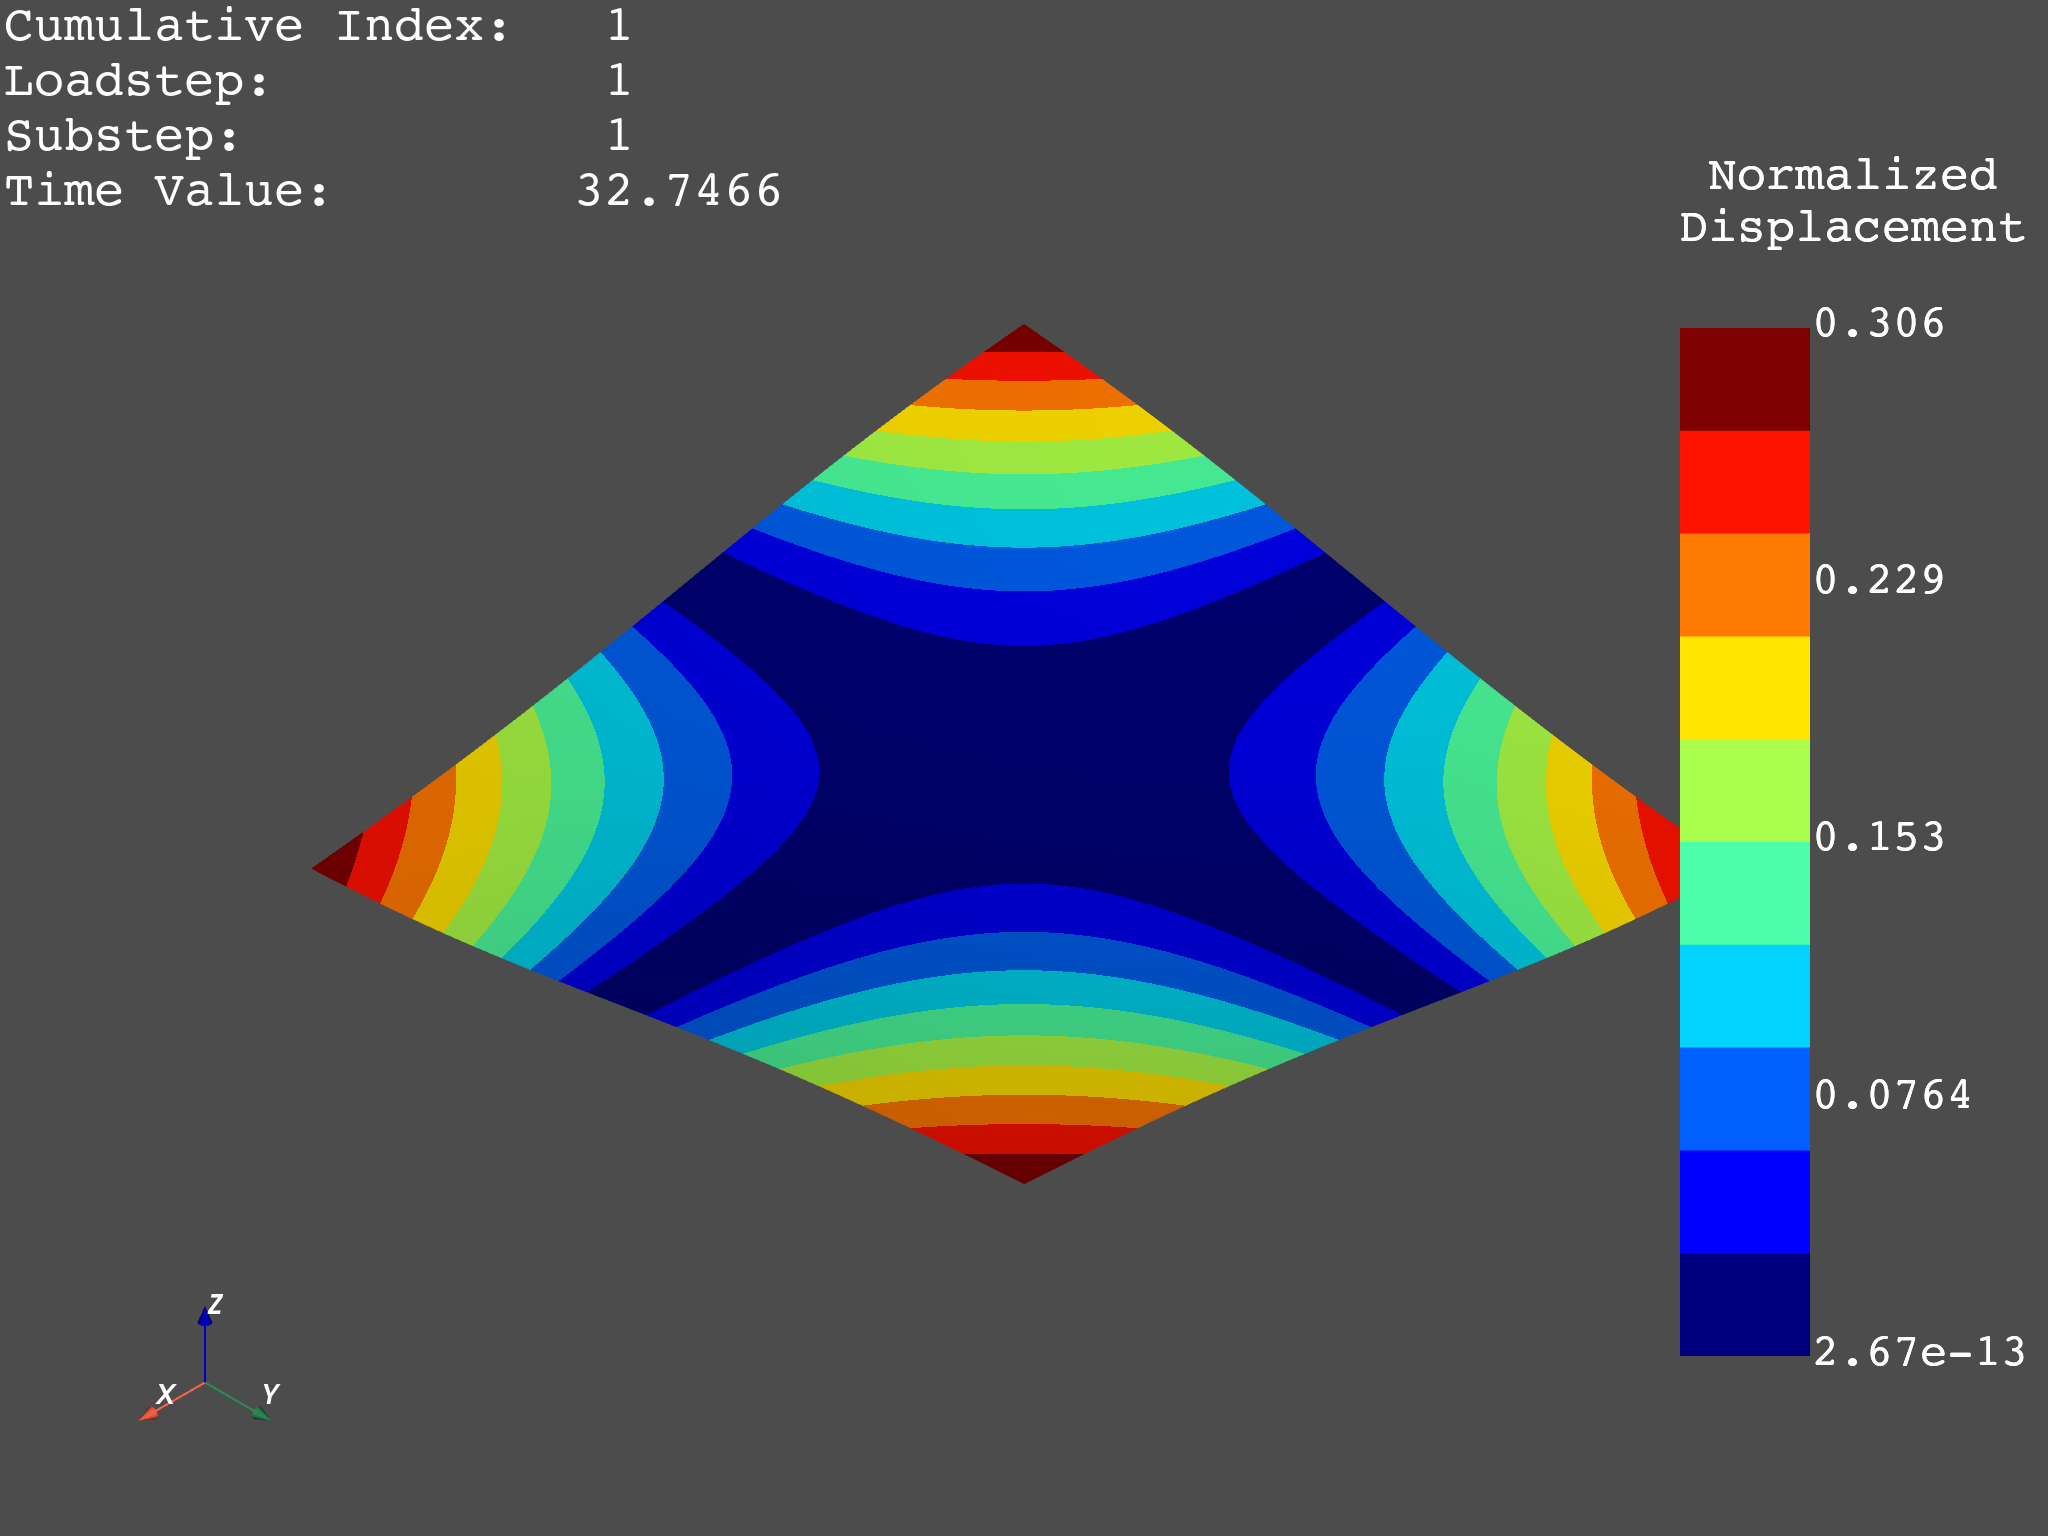 Cumulative Index: 1
Loadstep: 1
Substep: 1
Time Value: 32.7466
Normalized
Displacement
0.306
0.229
0.153
0.0764
2.67e-13
Z
X
Y